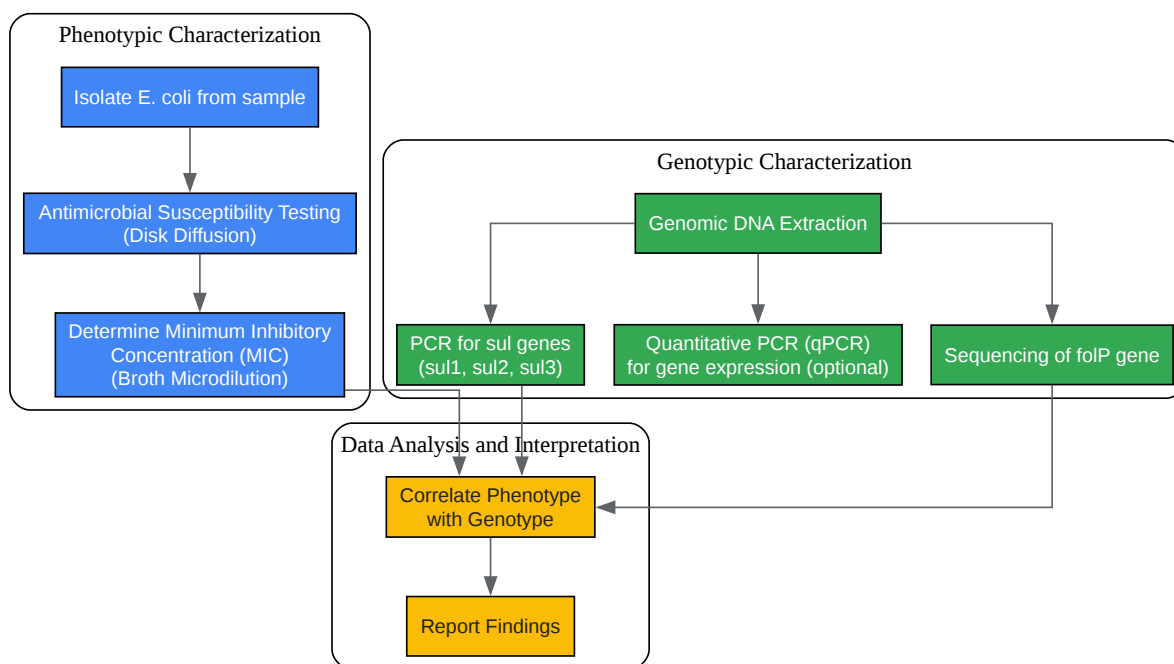 Phenotypic Characterization
Isolate E. coli from sample
Antimicrobial Susceptibility Testing
(Disk Diffusion)
Determine Minimum Inhibitory
Concentration (MIC)
(Broth Microdilution)
Genotypic Characterization
Genomic DNA Extraction
PCR for sul genes
(sul1, sul2, sul3)
Quantitative PCR (qPCR)
for gene expression (optional)
Sequencing of folP gene
Data Analysis and Interpretation
Correlate Phenotype
with Genotype
Report Findings